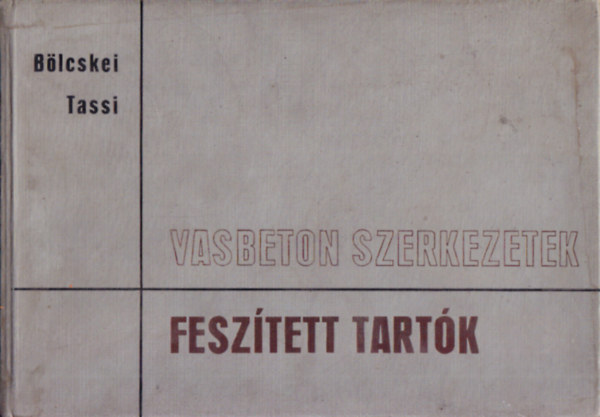 Bölcskei
Tassi
VASBETON SZERKEZETEK
FESZÍTETT TARTÓK